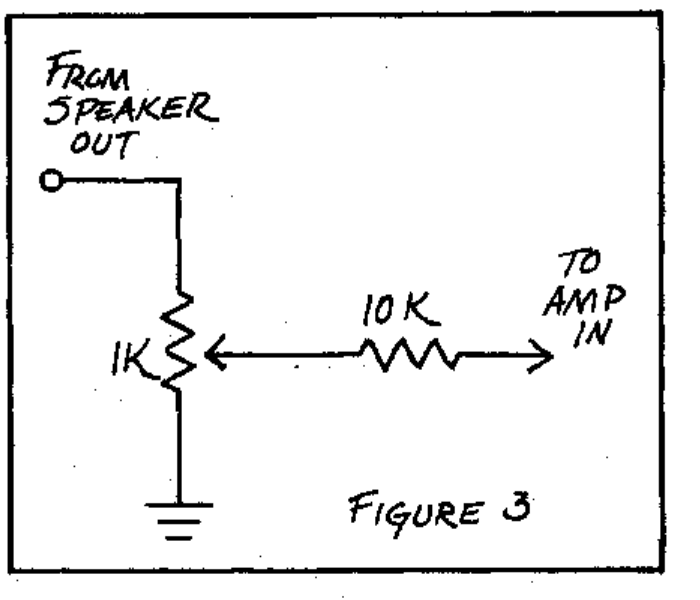 FROM
SPEAKER
OUT
TO
AMP
IN
10K
1K
FIGURE 3